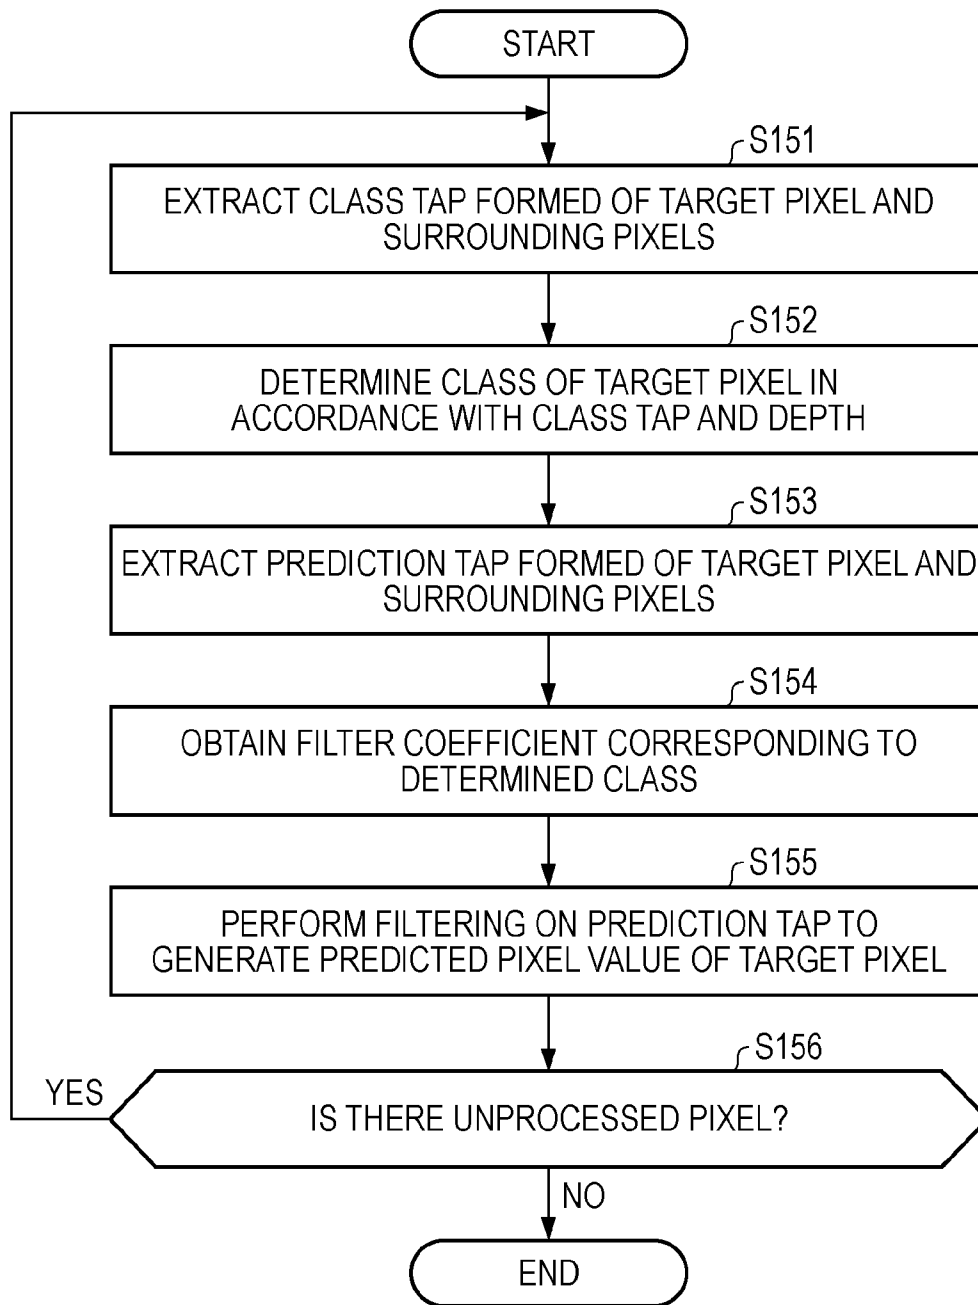 START
S151
EXTRACT CLASS TAP FORMED OF TARGET PIXEL AND
SURROUNDING PIXELS
S152
DETERMINE CLASS OF TARGET PIXEL IN
ACCORDANCE WITH CLASS TAP AND DEPTH
S153
EXTRACT PREDICTION TAP FORMED OF TARGET PIXEL AND
SURROUNDING PIXELS
S154
OBTAIN FILTER COEFFICIENT CORRESPONDING TO
DETERMINED CLASS
S155
PERFORM FILTERING ON PREDICTION TAP TO
GENERATE PREDICTED PIXEL VALUE OF TARGET PIXEL
S156
YES
IS THERE UNPROCESSED PIXEL?
NO
END